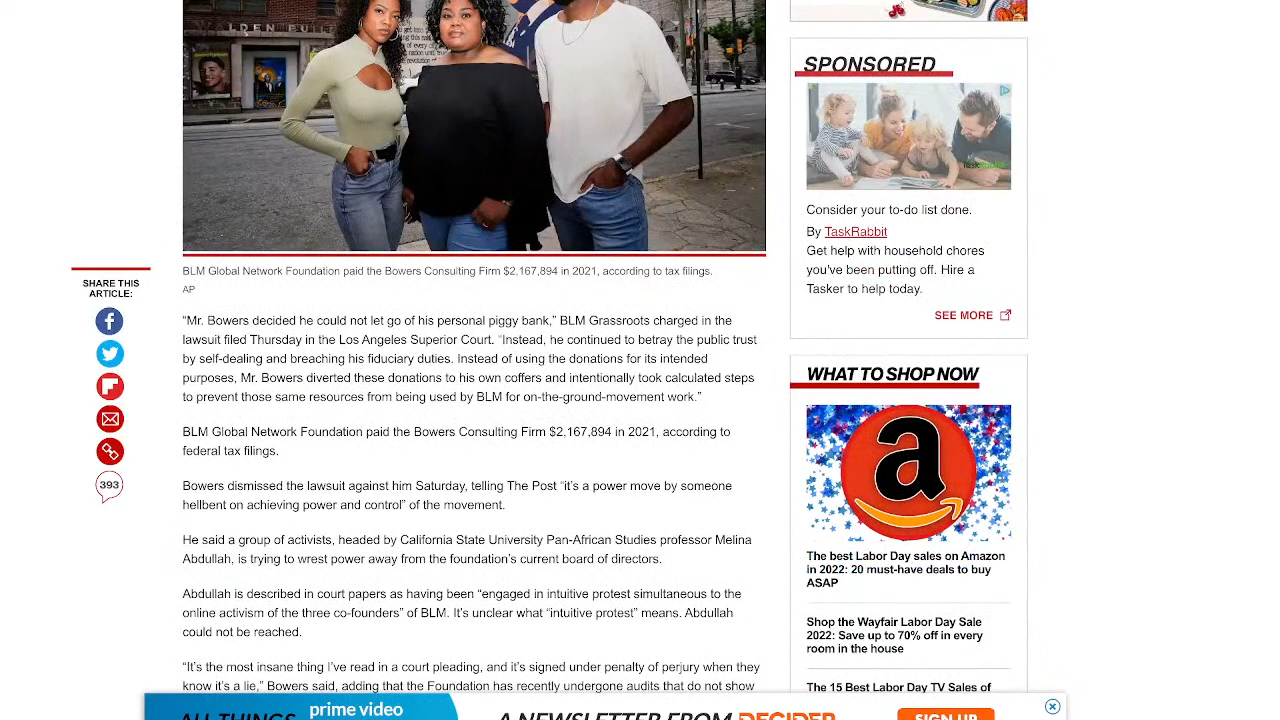 SPONSORED
Consider your to-do list done.
By TaskRabbit
Get help with household chores
you've been putting off. Hire a
Tasker to help today.
SEE MORE
BLM Global Network Foundation paid the Bowers Consulting Firm $2,167,894 in 2021, according to tax filings.
AP
SHARE THIS
ARTICLE:
393
“Mr. Bowers decided he could not let go of his personal piggy bank,” BLM Grassroots charged in the
lawsuit filed Thursday in the Los Angeles Superior Court. “Instead, he continued to betray the public trust
by self-dealing and breaching his fiduciary duties. Instead of using the donations for its intended
purposes, Mr. Bowers diverted these donations to his own coffers and intentionally took calculated steps
to prevent those same resources from being used by BLM for on-the-ground-movement work.”
BLM Global Network Foundation paid the Bowers Consulting Firm $2,167,894 in 2021, according to
federal tax filings.
Bowers dismissed the lawsuit against him Saturday, telling The Post “it’s a power move by someone
hellbent on achieving power and control” of the movement.
He said a group of activists, headed by California State University Pan-African Studies professor Melina
Abdullah, is trying to wrest power away from the foundation’s current board of directors.
Abdullah is described in court papers as having been “engaged in intuitive protest simultaneous to the
online activism of the three co-founders” of BLM. It’s unclear what “intuitive protest” means. Abdullah
could not be reached.
“It’s the most insane thing I’ve read in a court pleading, and it’s signed under penalty of perjury when they
know it’s a lie,” Bowers said, adding that the Foundation has recently undergone audits that do not show
WHAT TO SHOP NOW
a
The best Labor Day sales on Amazon
in 2022: 20 must-have deals to buy
ASAP
Shop the Wayfair Labor Day Sale
2022: Save up to 70% off in every
room in the house
The 15 Best Labor Day TV Sales of
ALL THINGS prime video
A NEWSLETTER FROM DECIDER
SIGN UP